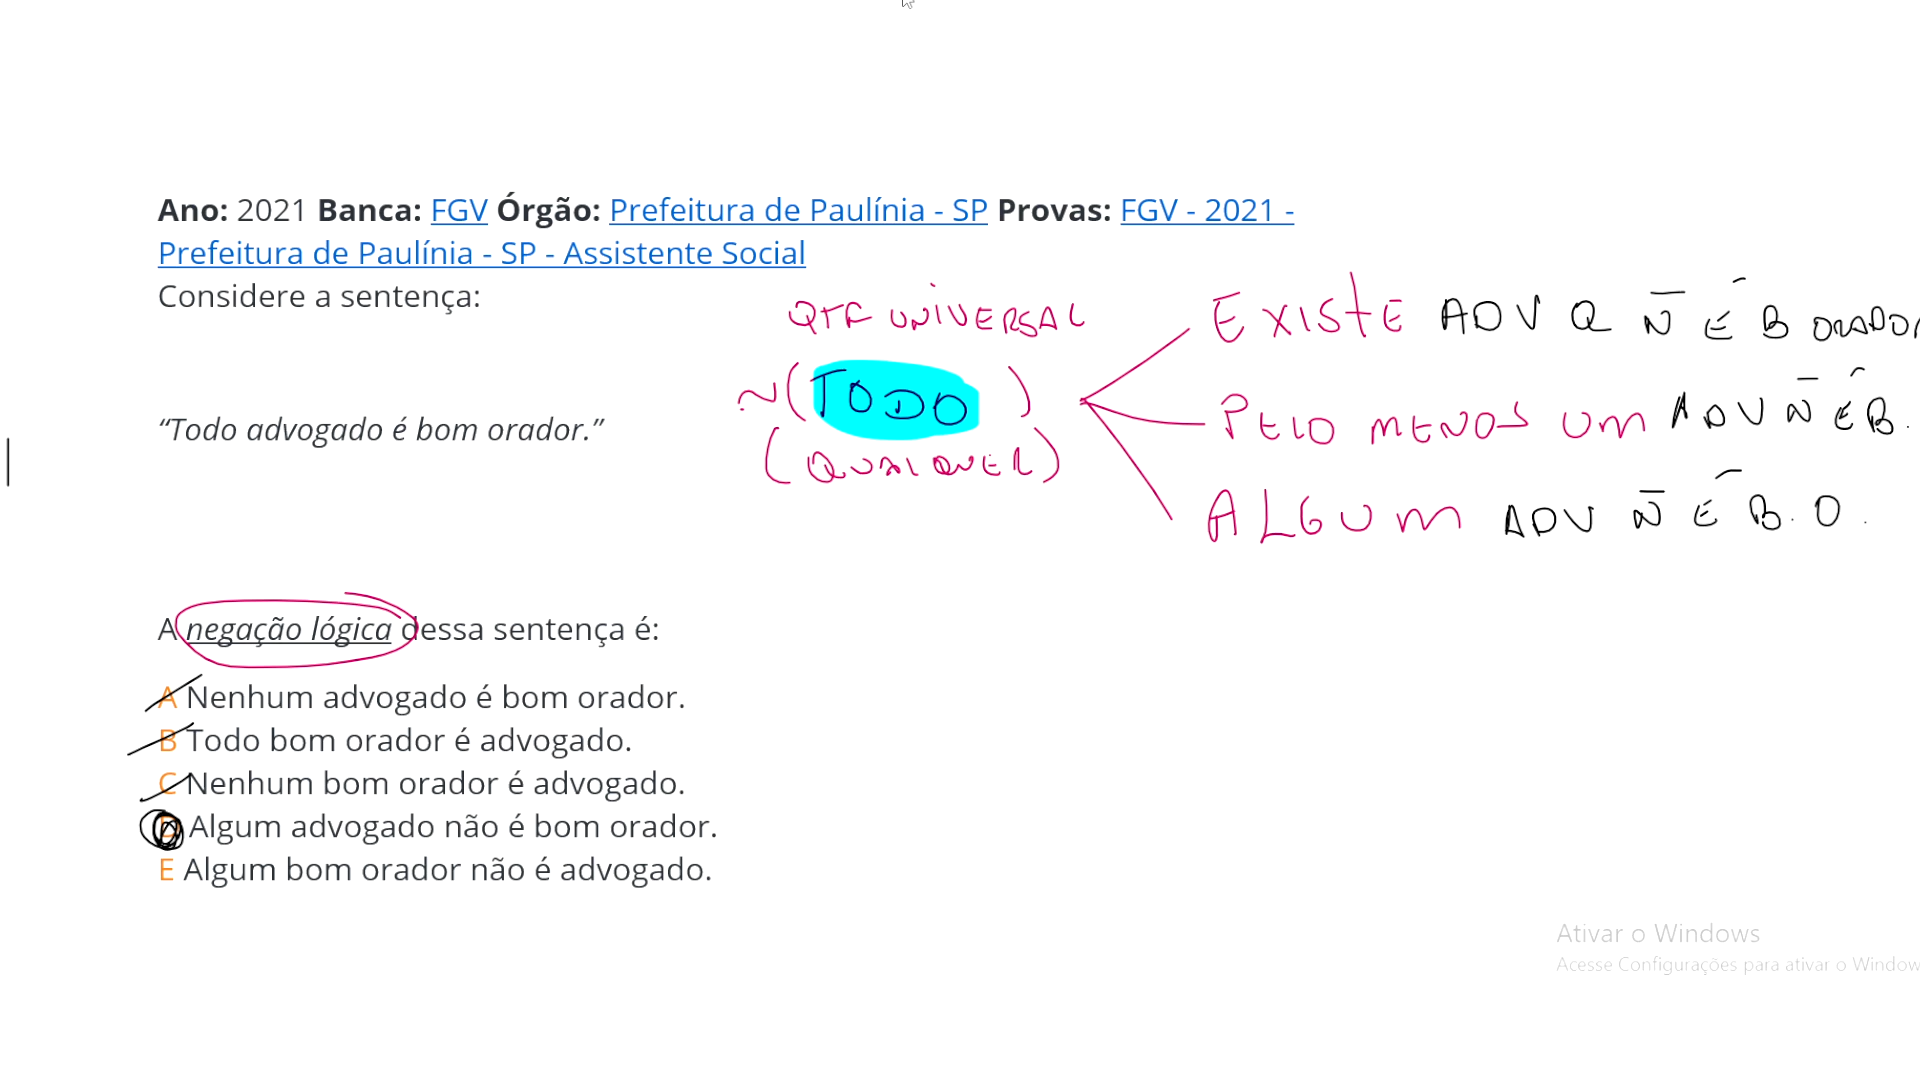 Ano: 2021 Banca: FGV Órgão: Prefeitura de Paulínia - SP Provas: FGV - 2021 -
Prefeitura de Paulínia - SP - Assistente Social
Considere a sentença:
QTF UNIVERSAL
EXISTE ADV Q Ñ É B ORADOR
~(TODO )
“Todo advogado é bom orador.”
PELO MENOS UM ADV Ñ É B.
(QUALQUER)
ALGUM ADV Ñ É B. O.
A negação lógica dessa sentença é:
A Nenhum advogado é bom orador.
B Todo bom orador é advogado.
C Nenhum bom orador é advogado.
D Algum advogado não é bom orador.
E Algum bom orador não é advogado.
Ativar o Windows
Acesse Configurações para ativar o Window